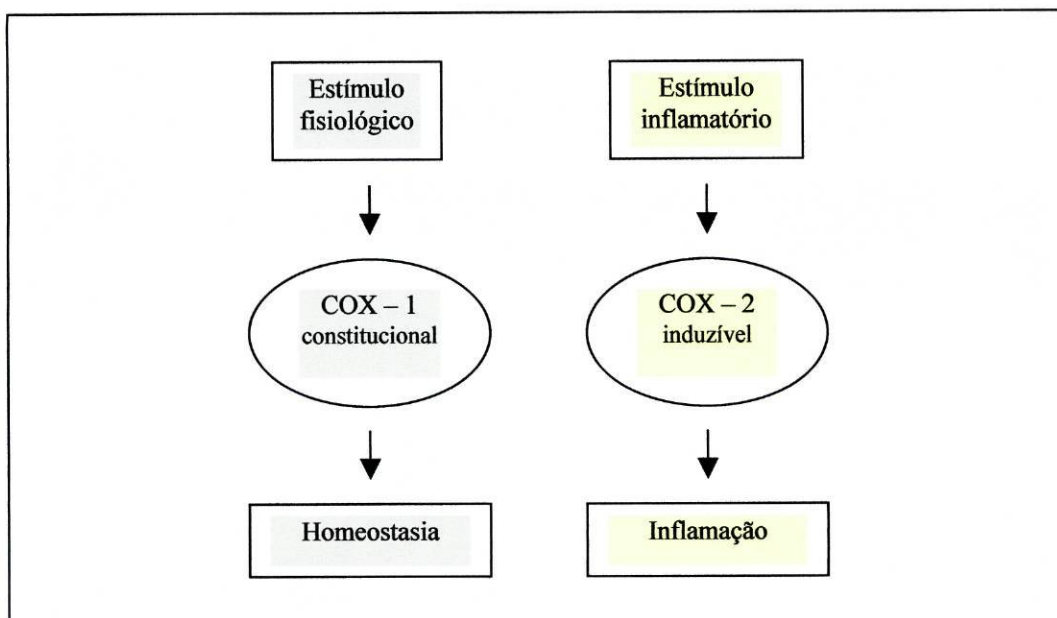 Estímulo
fisiológico
Estímulo
inflamatório
COX – 1
constitucional
COX – 2
induzível
Homeostasia
Inflamação